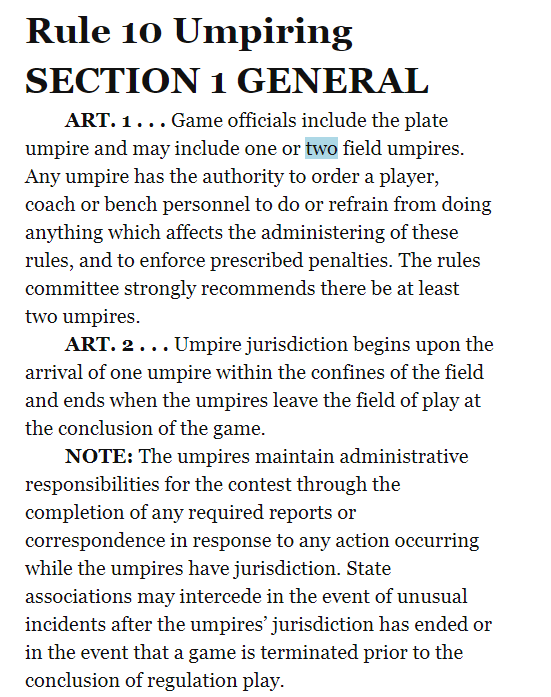 Rule 10 Umpiring
SECTION 1 GENERAL
ART. 1 . . . Game officials include the plate
umpire and may include one or two field umpires.
Any umpire has the authority to order a player,
coach or bench personnel to do or refrain from doing
anything which affects the administering of these
rules, and to enforce prescribed penalties. The rules
committee strongly recommends there be at least
two umpires.
ART. 2 . . . Umpire jurisdiction begins upon the
arrival of one umpire within the confines of the field
and ends when the umpires leave the field of play at
the conclusion of the game.
NOTE: The umpires maintain administrative
responsibilities for the contest through the
completion of any required reports or
correspondence in response to any action occurring
while the umpires have jurisdiction. State
associations may intercede in the event of unusual
incidents after the umpires’ jurisdiction has ended or
in the event that a game is terminated prior to the
conclusion of regulation play.